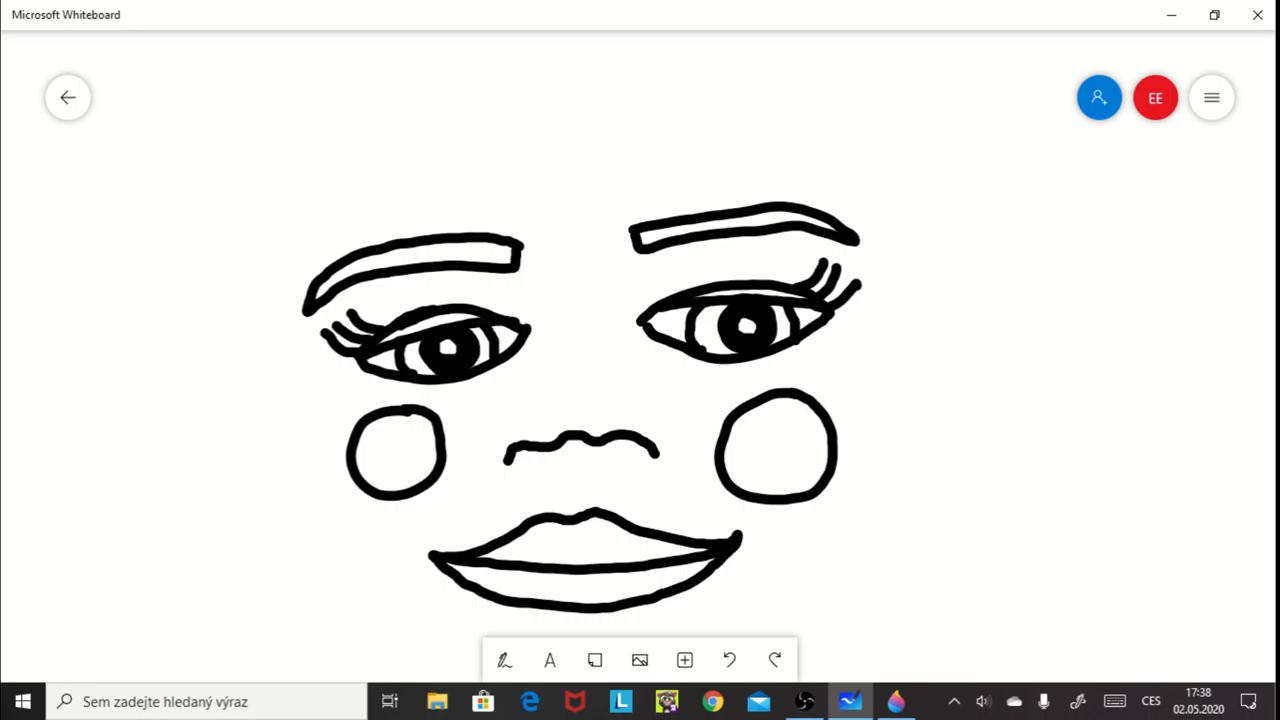 Microsoft Whiteboard
EE
A
Sem zadejte hledaný výraz
L
CES
17:38
02.05.2020